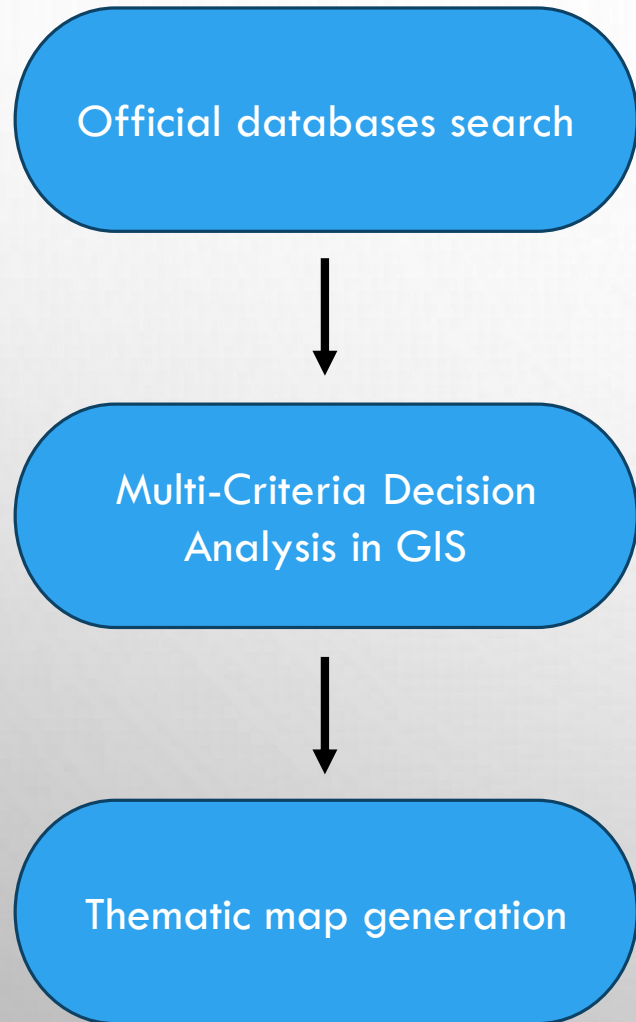 Official databases search
Multi-Criteria Decision
Analysis in GIS
Thematic map generation